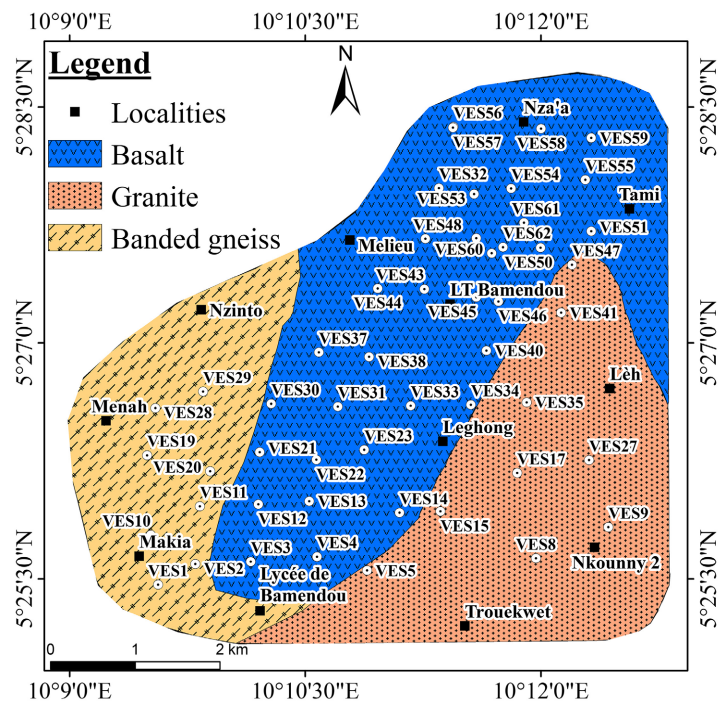 10°9'0"E
10°10'30"E
10°12'0"E
5°28'30"N
5°27'0"N
5°25'30"N
Legend
Localities
Basalt
Granite
Banded gneiss
N
VES56
Nza'a
VES57
VES58
VES59
VES32
VES54
VES55
VES53
Tami
VES48
VES61
VES62
VES51
Melieu
VES60
VES50
VES47
VES43
LT Bamendou
VES44
VES45
VES46
VES41
Nzinto
VES37
VES38
VES40
VES29
Lèh
Menah
VES28
VES30
VES31
VES33
VES34
VES35
Leghong
VES19
VES20
VES21
VES23
VES22
VES17
VES27
VES11
VES12
VES13
VES14
VES15
VES10
VES9
Makia
VES3
VES4
VES8
Nkounny 2
VES1
VES2
Lycée de
Bamendou
VES5
Trouekwet
0 1 2 km
10°9'0"E
10°10'30"E
10°12'0"E
5°28'30"N
5°27'0"N
5°25'30"N